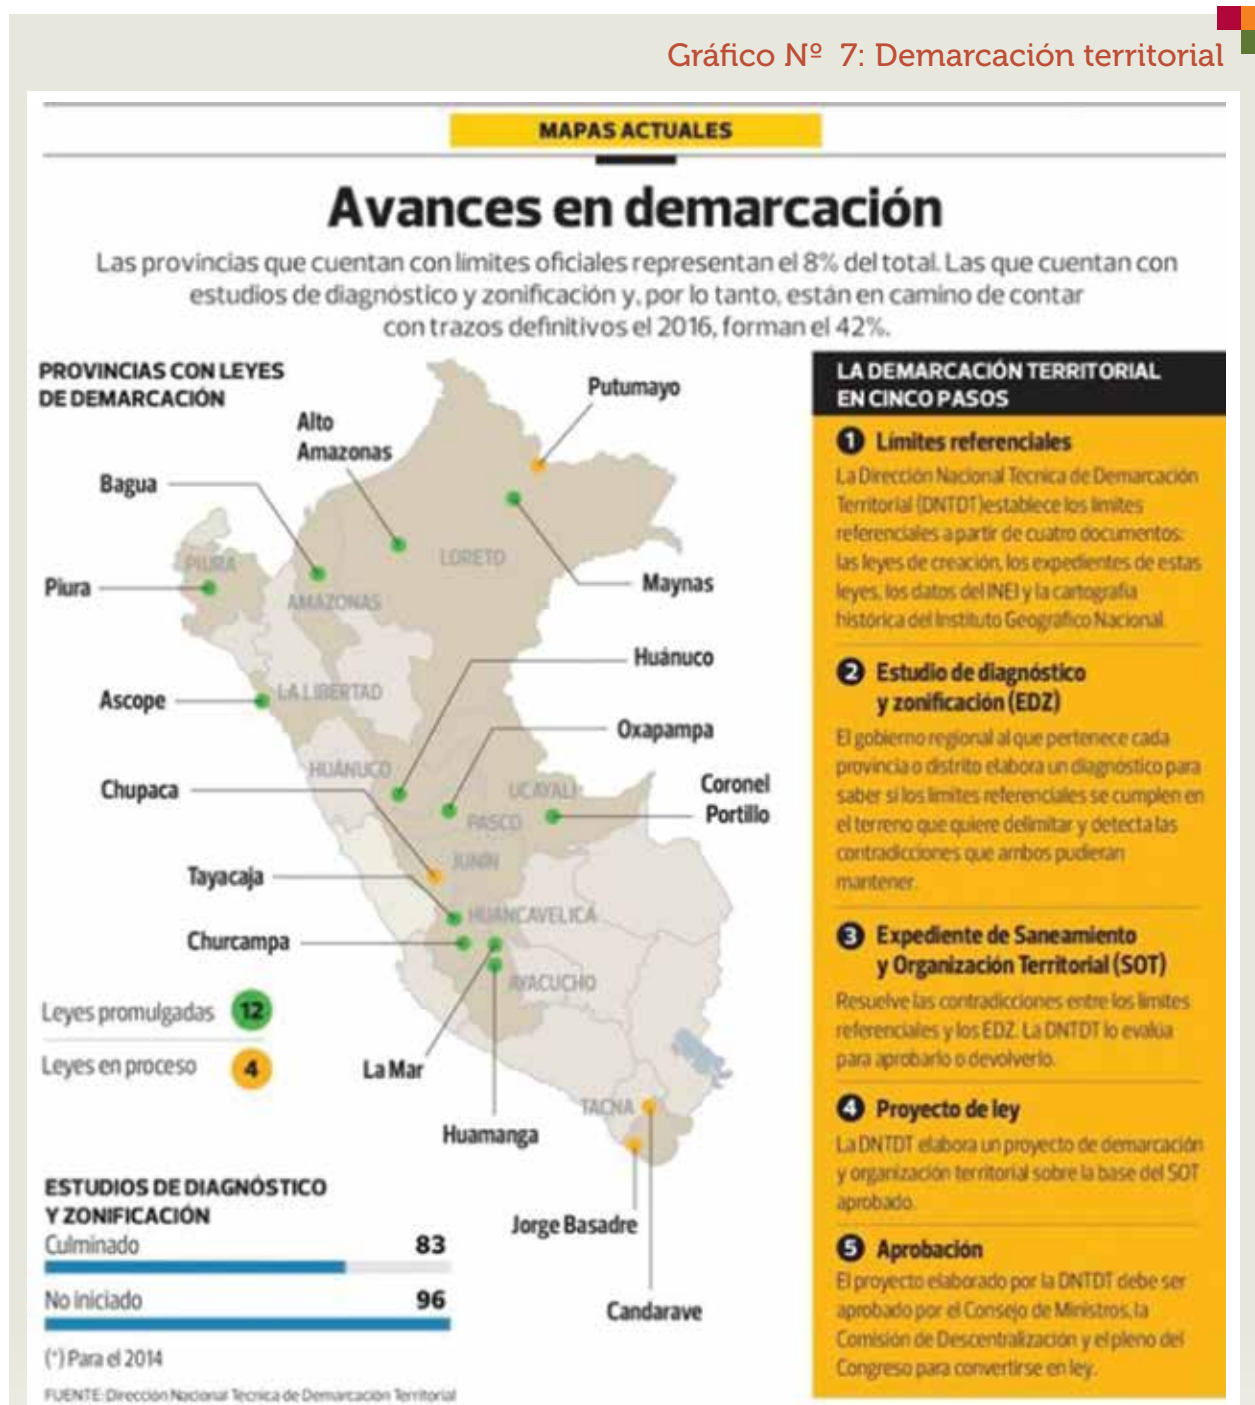 Gráfico Nº 7: Demarcación territorial
MAPAS ACTUALES
Avances en demarcación
Las provincias que cuentan con límites oficiales representan el 8% del total. Las que cuentan con
estudios de diagnóstico y zonificación y, por lo tanto, están en camino de contar
con trazos definitivos el 2016, forman el 42%.
PROVINCIAS CON LEYES
DE DEMARCACIÓN
Putumayo
Alto
Amazonas
Bagua
Piura
PIURA
LORETO
AMAZONAS
Maynas
Huánuco
Ascope
LA LIBERTAD
Oxapampa
HUÁNUCO
Chupaca
UCAYALI
Coronel
Portillo
PASCO
JUNÍN
Tayacaja
HUANCAVELICA
Churcampa
AYACUCHO
Leyes promulgadas 12
Leyes en proceso 4
La Mar
TACNA
Huamanga
Jorge Basadre
Candarave
ESTUDIOS DE DIAGNÓSTICO
Y ZONIFICACIÓN
Culminado 83
No iniciado 96
(*) Para el 2014
FUENTE: Dirección Nacional Técnica de Demarcación Territorial
LA DEMARCACIÓN TERRITORIAL
EN CINCO PASOS
1 Límites referenciales
La Dirección Nacional Técnica de Demarcación
Territorial (DNTDT)establece los límites
referenciales a partir de cuatro documentos:
las leyes de creación, los expedientes de estas
leyes, los datos del INEI y la cartografía
histórica del Instituto Geográfico Nacional.
2 Estudio de diagnóstico
y zonificación (EDZ)
El gobierno regional al que pertenece cada
provincia o distrito elabora un diagnóstico para
saber si los límites referenciales se cumplen en
el terreno que quiere delimitar y detecta las
contradicciones que ambos pudieran
mantener.
3 Expediente de Saneamiento
y Organización Territorial (SOT)
Resuelve las contradicciones entre los límites
referenciales y los EDZ. La DNTDT lo evalúa
para aprobarlo o devolverlo.
4 Proyecto de ley
La DNTDT elabora un proyecto de demarcación
y organización territorial sobre la base del SOT
aprobado.
5 Aprobación
El proyecto elaborado por la DNTDT debe ser
aprobado por el Consejo de Ministros, la
Comisión de Descentralización y el pleno del
Congreso para convertirse en ley.